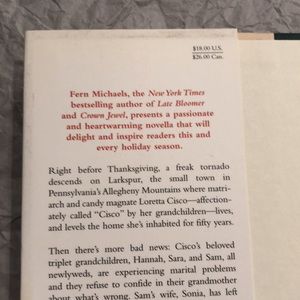 $18.00 U.S.
$26.00 Can.
Fern Michaels, the New York Times
bestselling author of Late Bloomer
and Crown Jewel, presents a passionate
and heartwarming novella that will
delight and inspire readers this and
every holiday season.
Right before Thanksgiving, a freak tornado
descends on Larkspur, the small town in
Pennsylvania's Allegheny Mountains where matri-
arch and candy magnate Loretta Cisco—affection-
ately called “Cisco” by her grandchildren—lives,
and levels the home she's inhabited for fifty years.
Then there's more bad news: Cisco's beloved
triplet grandchildren, Hannah, Sara, and Sam, all
newlyweds, are experiencing marital problems
and they refuse to confide in their grandmother
about what's wrong. Sam's wife, Sonia, has left